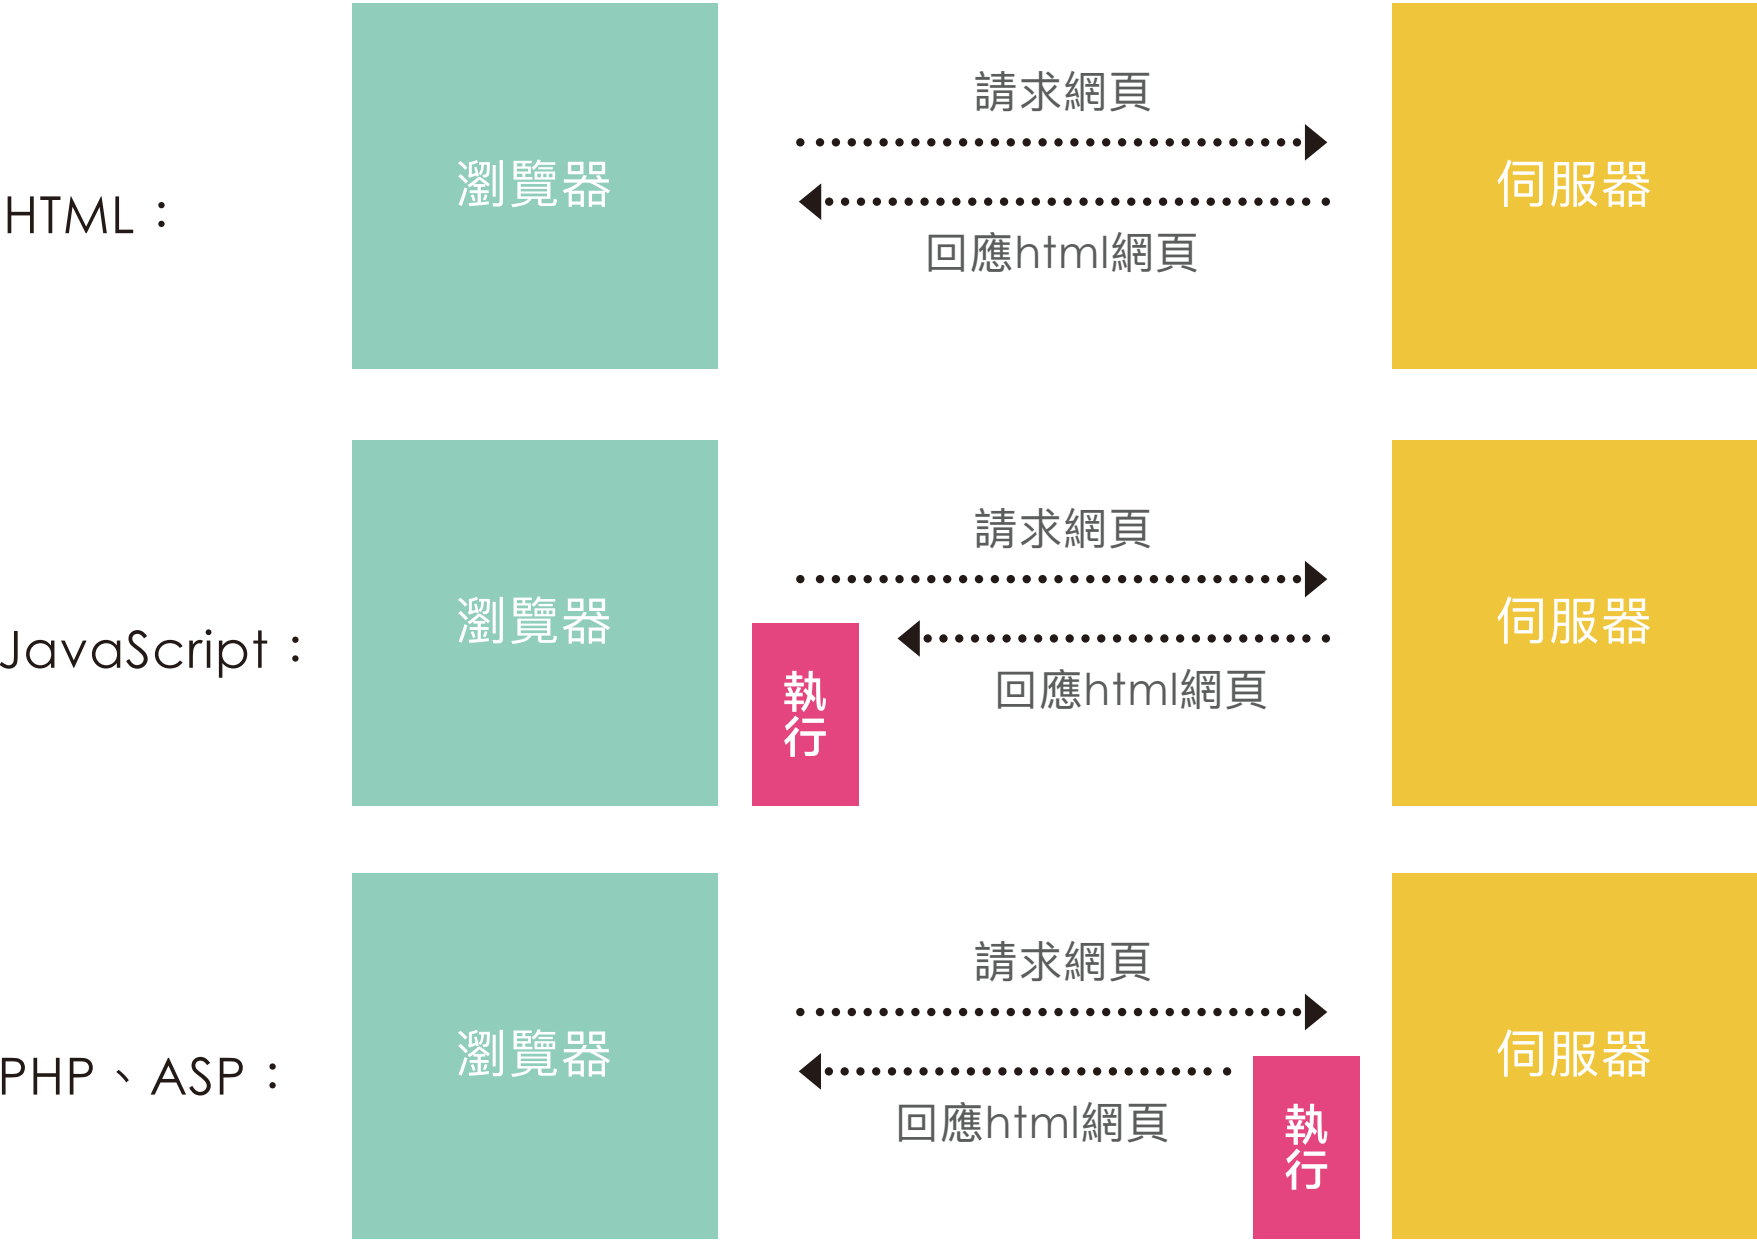 HTML：
瀏覽器
請求網頁
回應html網頁
伺服器
JavaScript：
瀏覽器
請求網頁
執行
回應html網頁
伺服器
PHP、ASP：
瀏覽器
請求網頁
回應html網頁
執行
伺服器